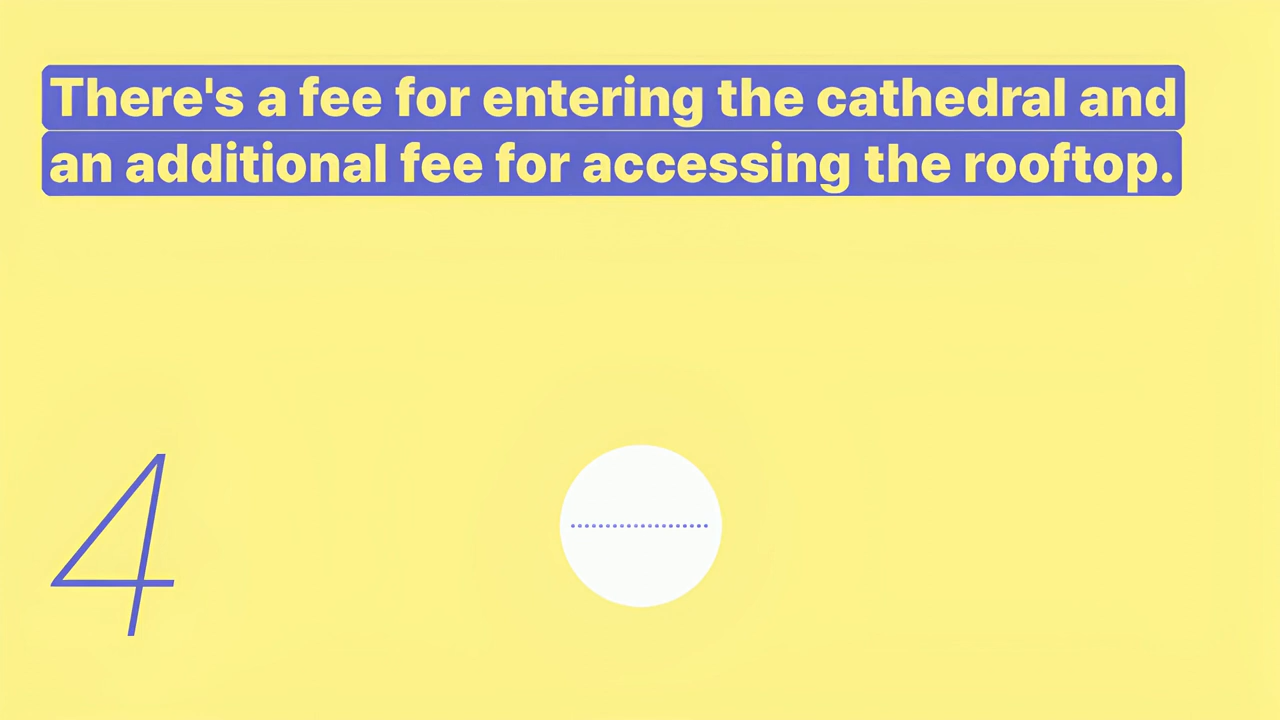 There's a fee for entering the cathedral and
an additional fee for accessing the rooftop.
4